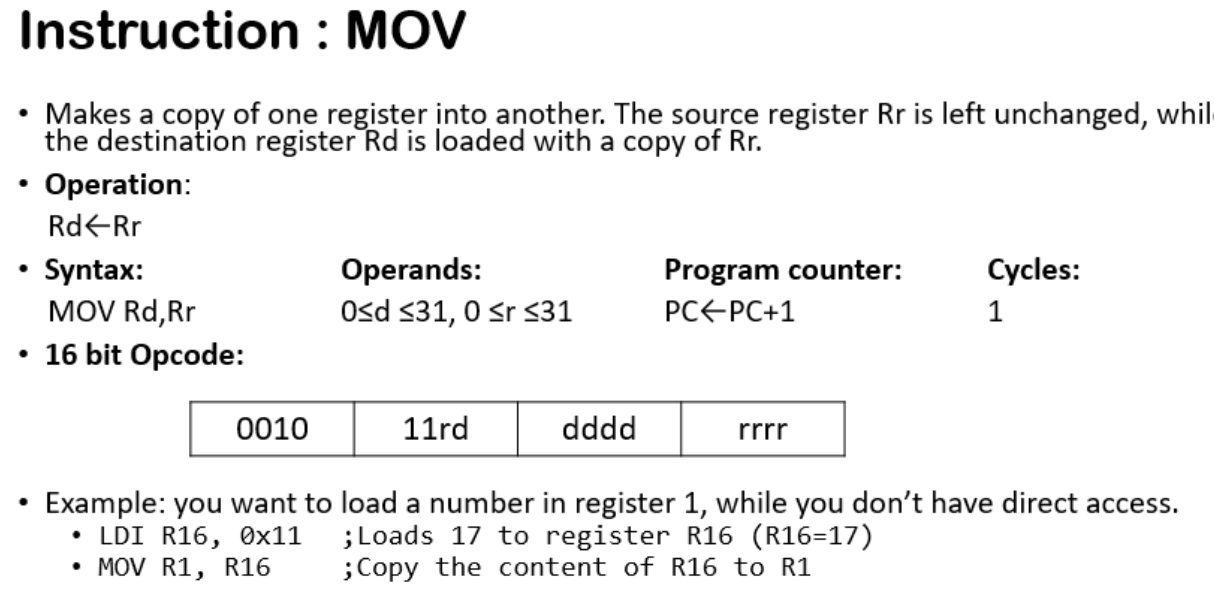 Instruction : MOV
• Makes a copy of one register into another. The source register Rr is left unchanged, whil
the destination register Rd is loaded with a copy of Rr.
• Operation:
Rd←Rr
• Syntax: Operands: Program counter: Cycles:
MOV Rd,Rr 0≤d ≤31, 0 ≤r ≤31 PC←PC+1 1
• 16 bit Opcode:
0010 11rd dddd rrrr
• Example: you want to load a number in register 1, while you don’t have direct access.
• LDI R16, 0x11 ;Loads 17 to register R16 (R16=17)
• MOV R1, R16 ;Copy the content of R16 to R1